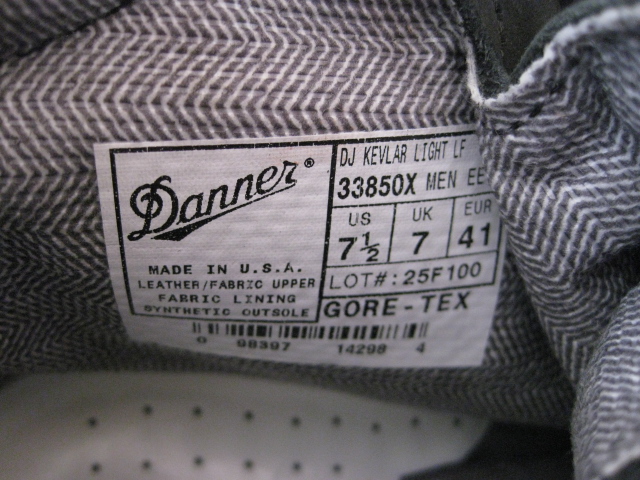 Danner®
MADE IN U.S.A.
LEATHER/FABRIC UPPER
FABRIC LINING
SYNTHETIC OUTSOLE
DJ KEVLAR LIGHT LF
33850X MEN EE
US UK EUR
7½ 7 41
LOT#:25F100
GORE-TEX
0 98397 14298 4